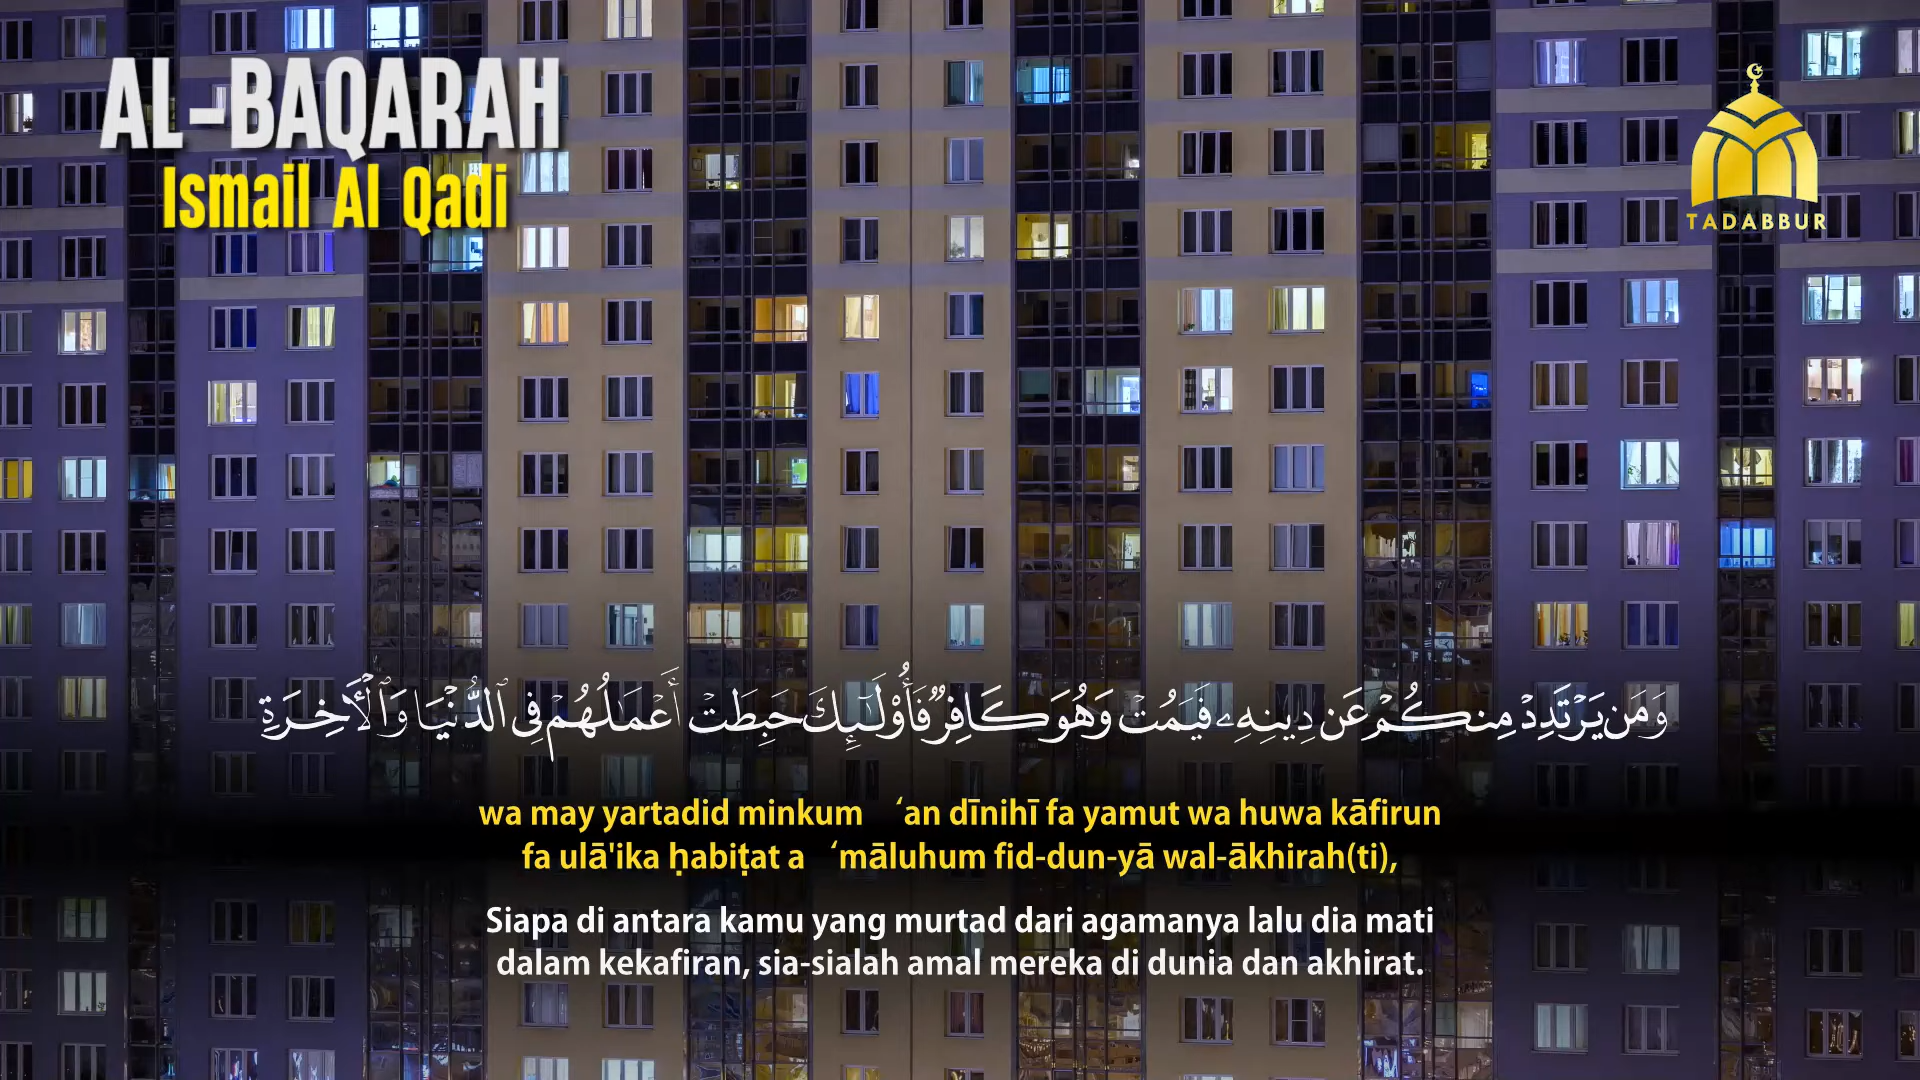 AL-BAQARAH
Ismail Al Qadi
TADABBUR
وَمَن يَرْتَدِدْ مِنكُمْ عَن دِينِهِۦ فَيَمُتْ وَهُوَ كَافِرٌ فَأُو۟لَـٰٓئِكَ حَبِطَتْ أَعْمَـٰلُهُمْ فِى ٱلدُّنْيَا وَٱلْـَٔاخِرَةِ
wa may yartadid minkum ‘an dīnihī fa yamut wa huwa kāfirun
fa ulā'ika ḥabiṭat a ‘māluhum fid-dun-yā wal-ākhirah(ti),
Siapa di antara kamu yang murtad dari agamanya lalu dia mati
dalam kekafiran, sia-sialah amal mereka di dunia dan akhirat.